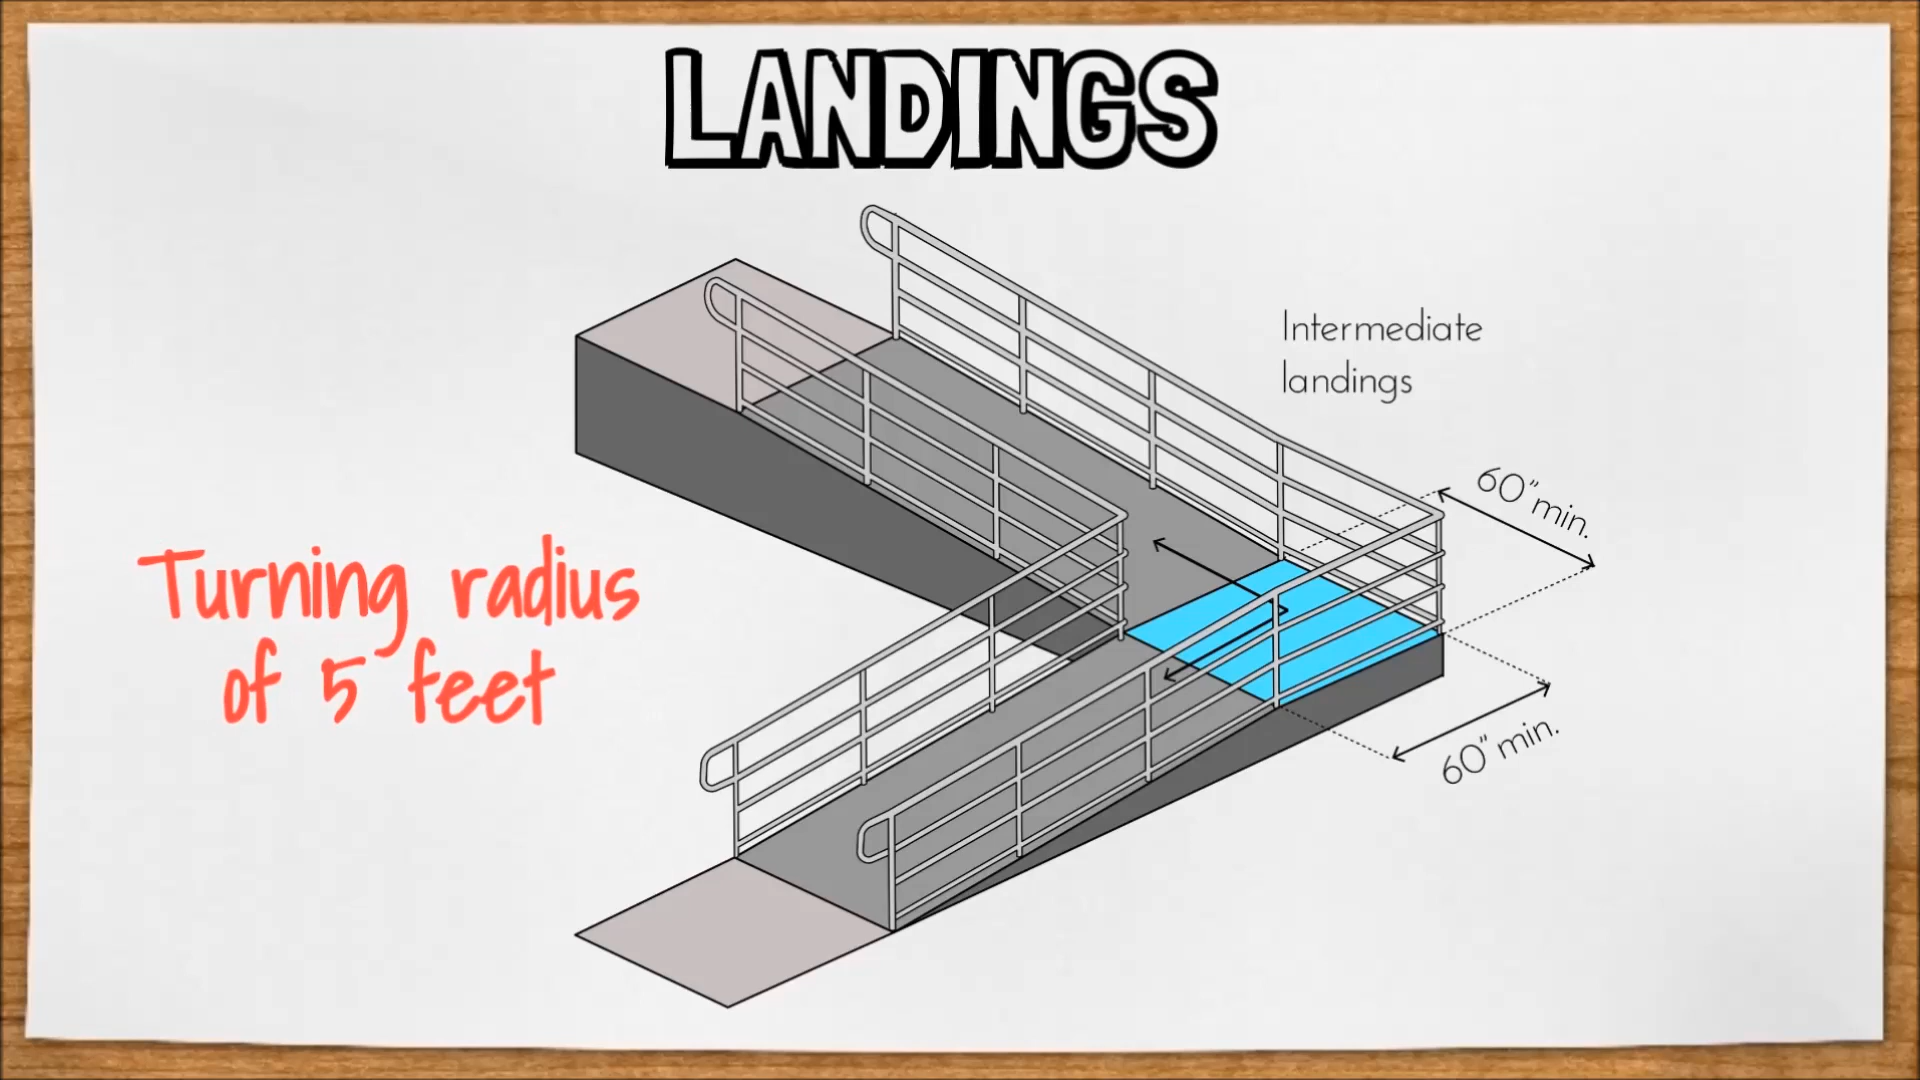 LANDINGS
Intermediate
landings
60" min.
Turning radius
of 5 feet
60" min.